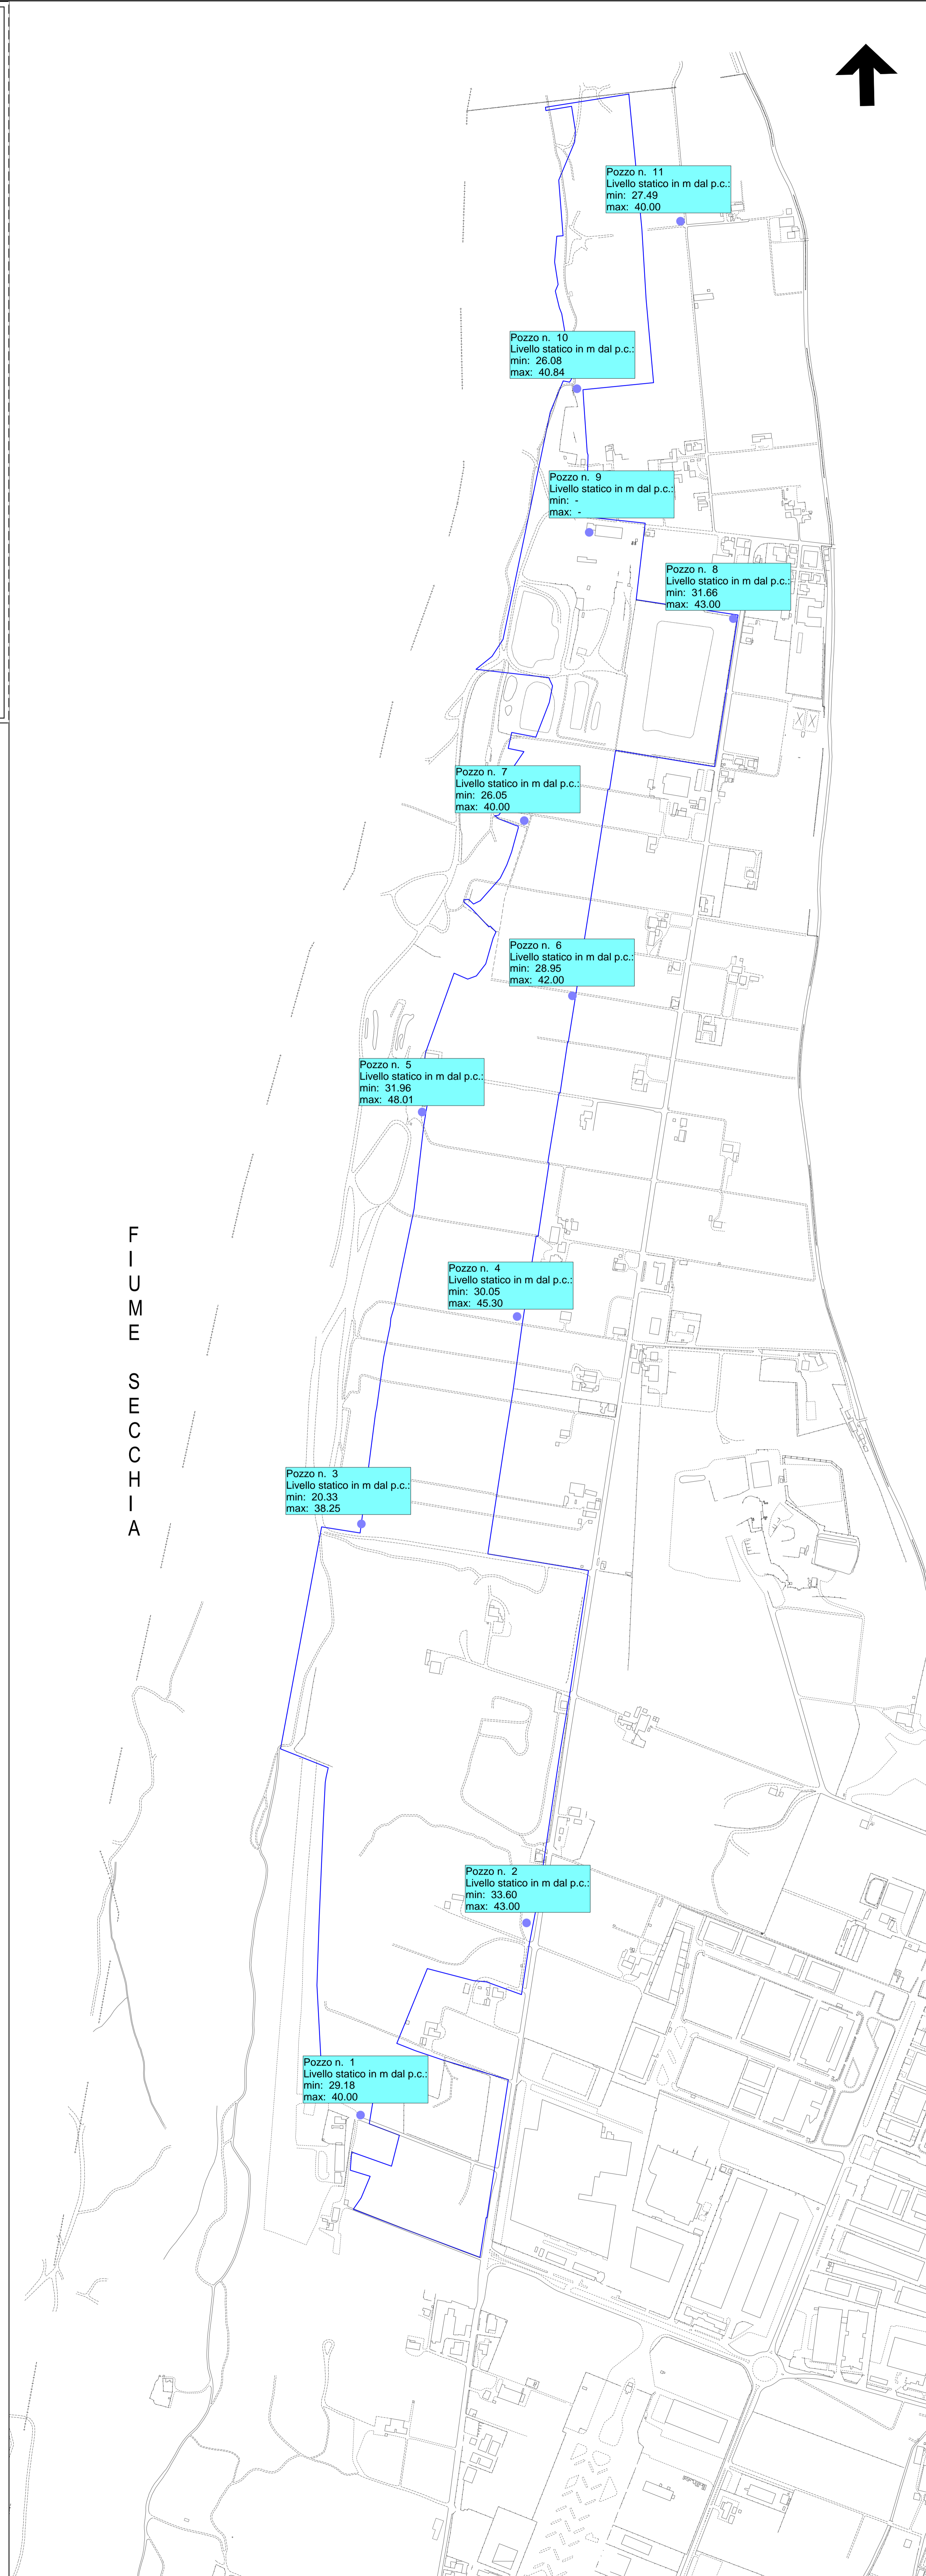 Pozzo n. 11
Livello statico in m dal p.c.:
min: 27.49
max: 40.00
Pozzo n. 10
Livello statico in m dal p.c.:
min: 26.08
max: 40.84
Pozzo n. 9
Livello statico in m dal p.c.:
min: -
max: -
Pozzo n. 8
Livello statico in m dal p.c.:
min: 31.66
max: 43.00
Pozzo n. 7
Livello statico in m dal p.c.:
min: 26.05
max: 40.00
Pozzo n. 6
Livello statico in m dal p.c.:
min: 28.95
max: 42.00
Pozzo n. 5
Livello statico in m dal p.c.:
min: 31.96
max: 48.01
FIUME SECCHIA
Pozzo n. 4
Livello statico in m dal p.c.:
min: 30.05
max: 45.30
Pozzo n. 3
Livello statico in m dal p.c.:
min: 20.33
max: 38.25
Pozzo n. 2
Livello statico in m dal p.c.:
min: 33.60
max: 43.00
Pozzo n. 1
Livello statico in m dal p.c.:
min: 29.18
max: 40.00